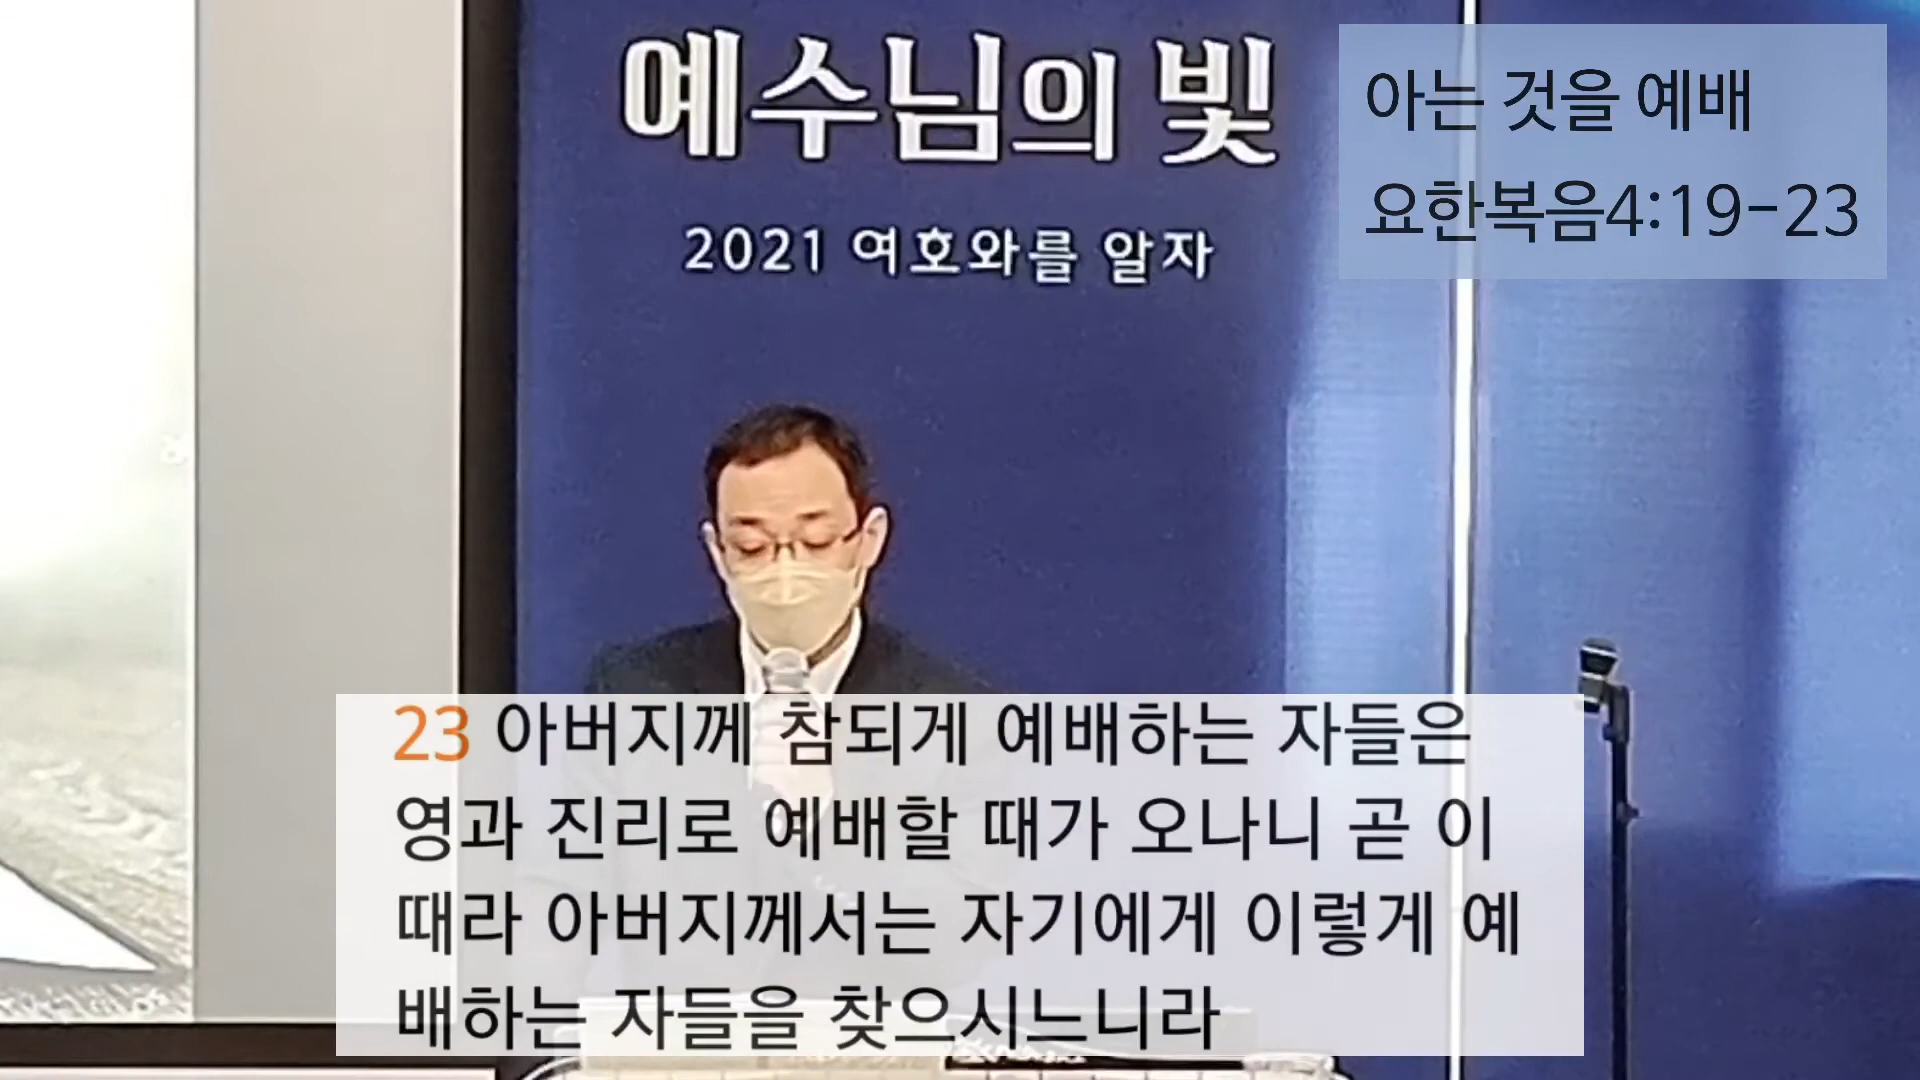 예수님의 빛
2021 여호와를 알자
아는 것을 예배
요한복음4:19-23
23 아버지께 참되게 예배하는 자들은
영과 진리로 예배할 때가 오나니 곧 이
때라 아버지께서는 자기에게 이렇게 예
배하는 자들을 찾으시느니라